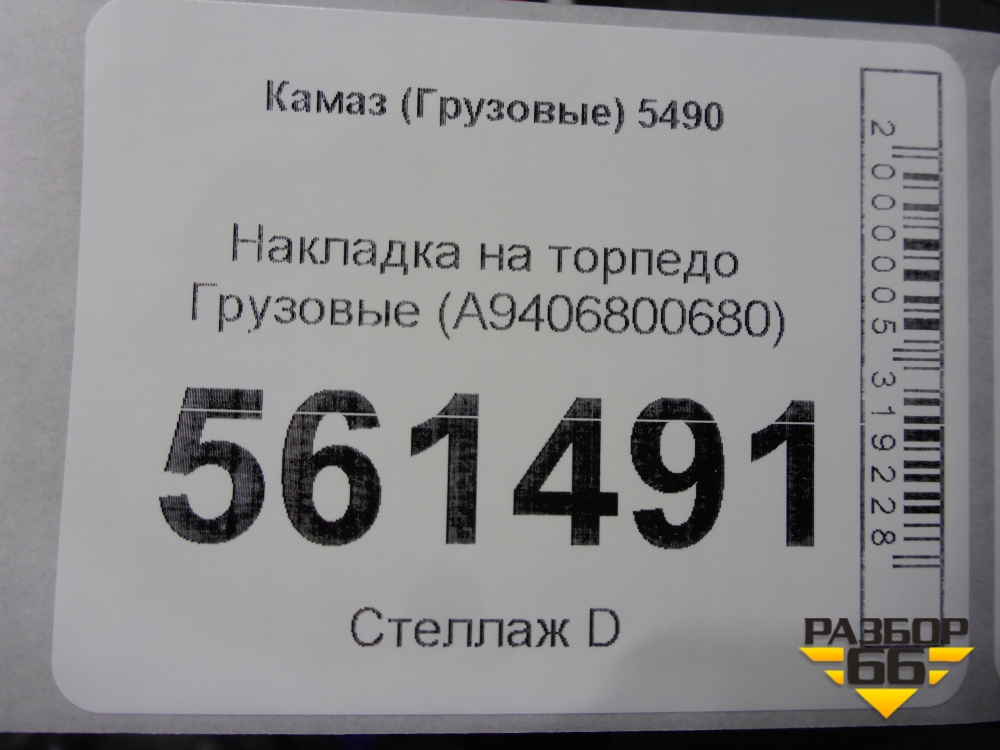 Камаз (Грузовые) 5490
Накладка на торпедо
Грузовые (A9406800680)
561491
Стеллаж D
2000005319228
РАЗБОР
66